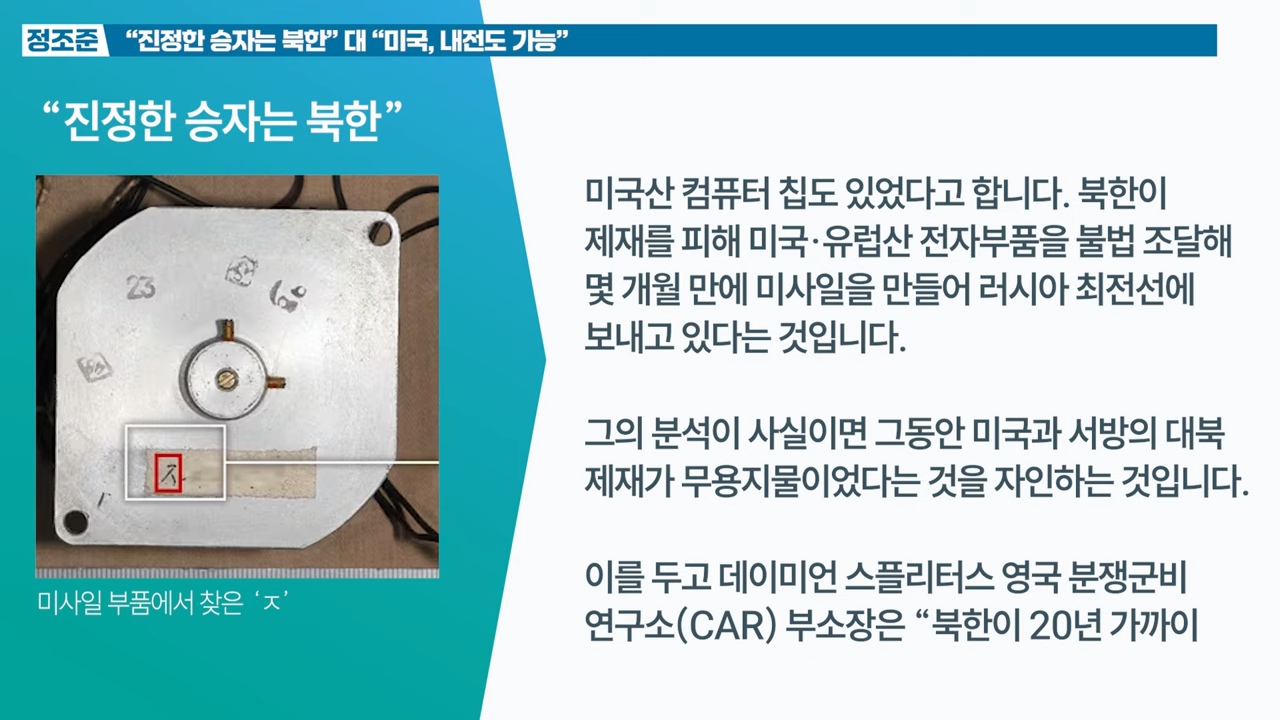 정조준 “진정한 승자는 북한” 대 “미국, 내전도 가능”
“진정한 승자는 북한”
23
ㅈ
미사일 부품에서 찾은 ‘ㅈ’
미국산 컴퓨터 칩도 있었다고 합니다. 북한이
제재를 피해 미국·유럽산 전자부품을 불법 조달해
몇 개월 만에 미사일을 만들어 러시아 최전선에
보내고 있다는 것입니다.
그의 분석이 사실이면 그동안 미국과 서방의 대북
제재가 무용지물이었다는 것을 자인하는 것입니다.
이를 두고 데이미언 스플리터스 영국 분쟁군비
연구소(CAR) 부소장은 “북한이 20년 가까이